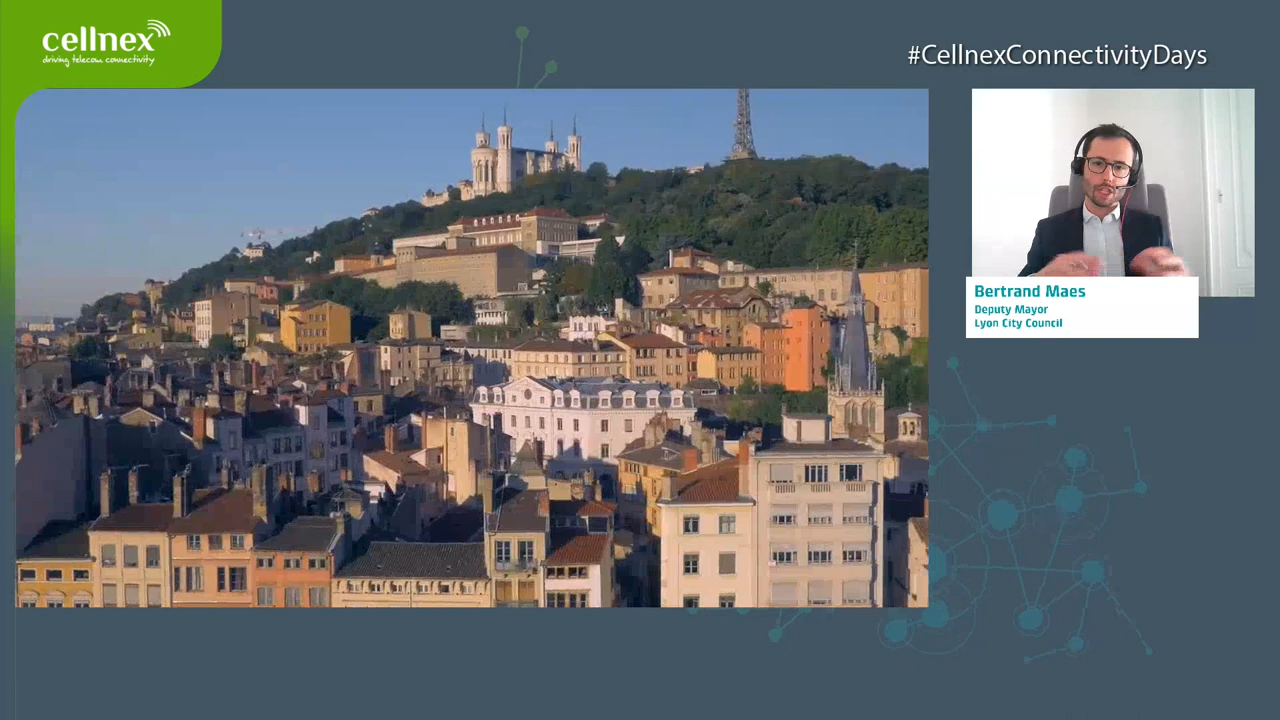 cellnex
driving telecom connectivity
#CellnexConnectivityDays
Bertrand Maes
Deputy Mayor
Lyon City Council